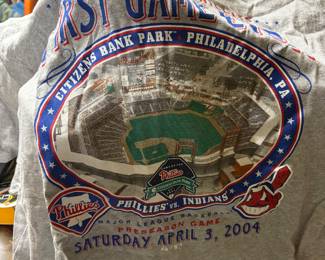 FIRST GAME
CITIZENS BANK PARK PHILADELPHIA, PA
Phillies
Phillies
PHILLIES VS. INDIANS
MAJOR LEAGUE BASEBALL
PRESEASON GAME
SATURDAY APRIL 3, 2004